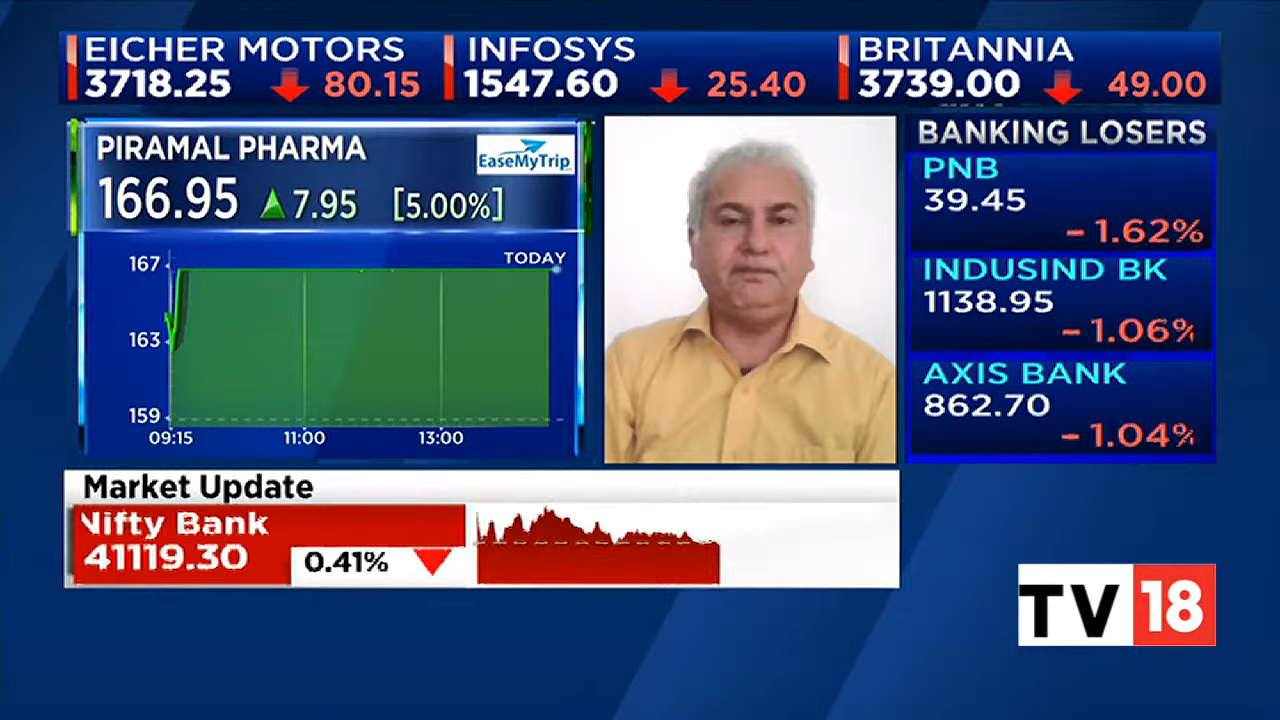 EICHER MOTORS
3718.25 80.15
INFOSYS
1547.60 25.40
BRITANNIA
3739.00 49.00
PIRAMAL PHARMA
166.95 7.95 [5.00%]
EaseMyTrip
TODAY
167
163
159
09:15 11:00 13:00
BANKING LOSERS
PNB
39.45
- 1.62%
INDUSIND BK
1138.95
- 1.06%
AXIS BANK
862.70
- 1.04%
Market Update
Nifty Bank
41119.30
0.41%
TV18